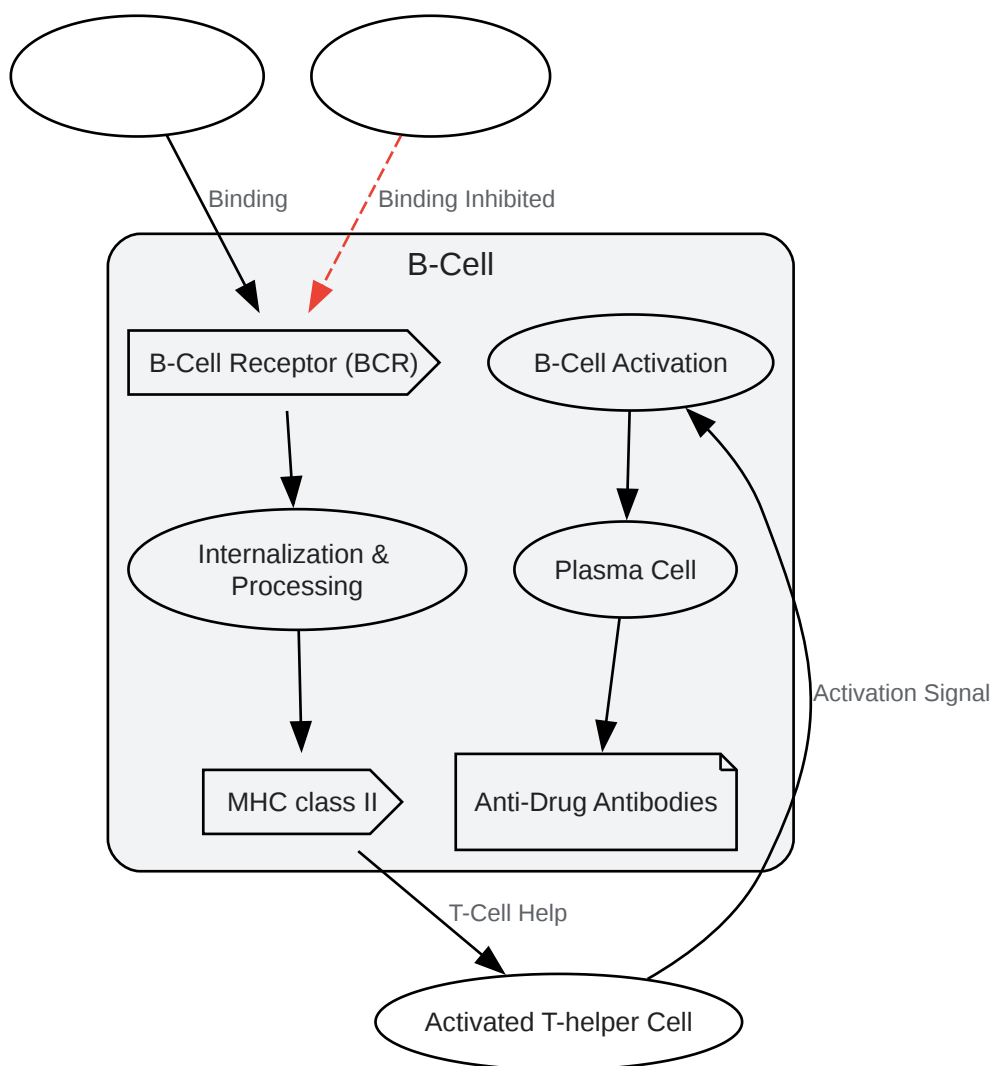 Binding
Binding Inhibited
B-Cell
B-Cell Receptor (BCR)
B-Cell Activation
Internalization &
Processing
Plasma Cell
Activation Signal
MHC class II
Anti-Drug Antibodies
T-Cell Help
Activated T-helper Cell